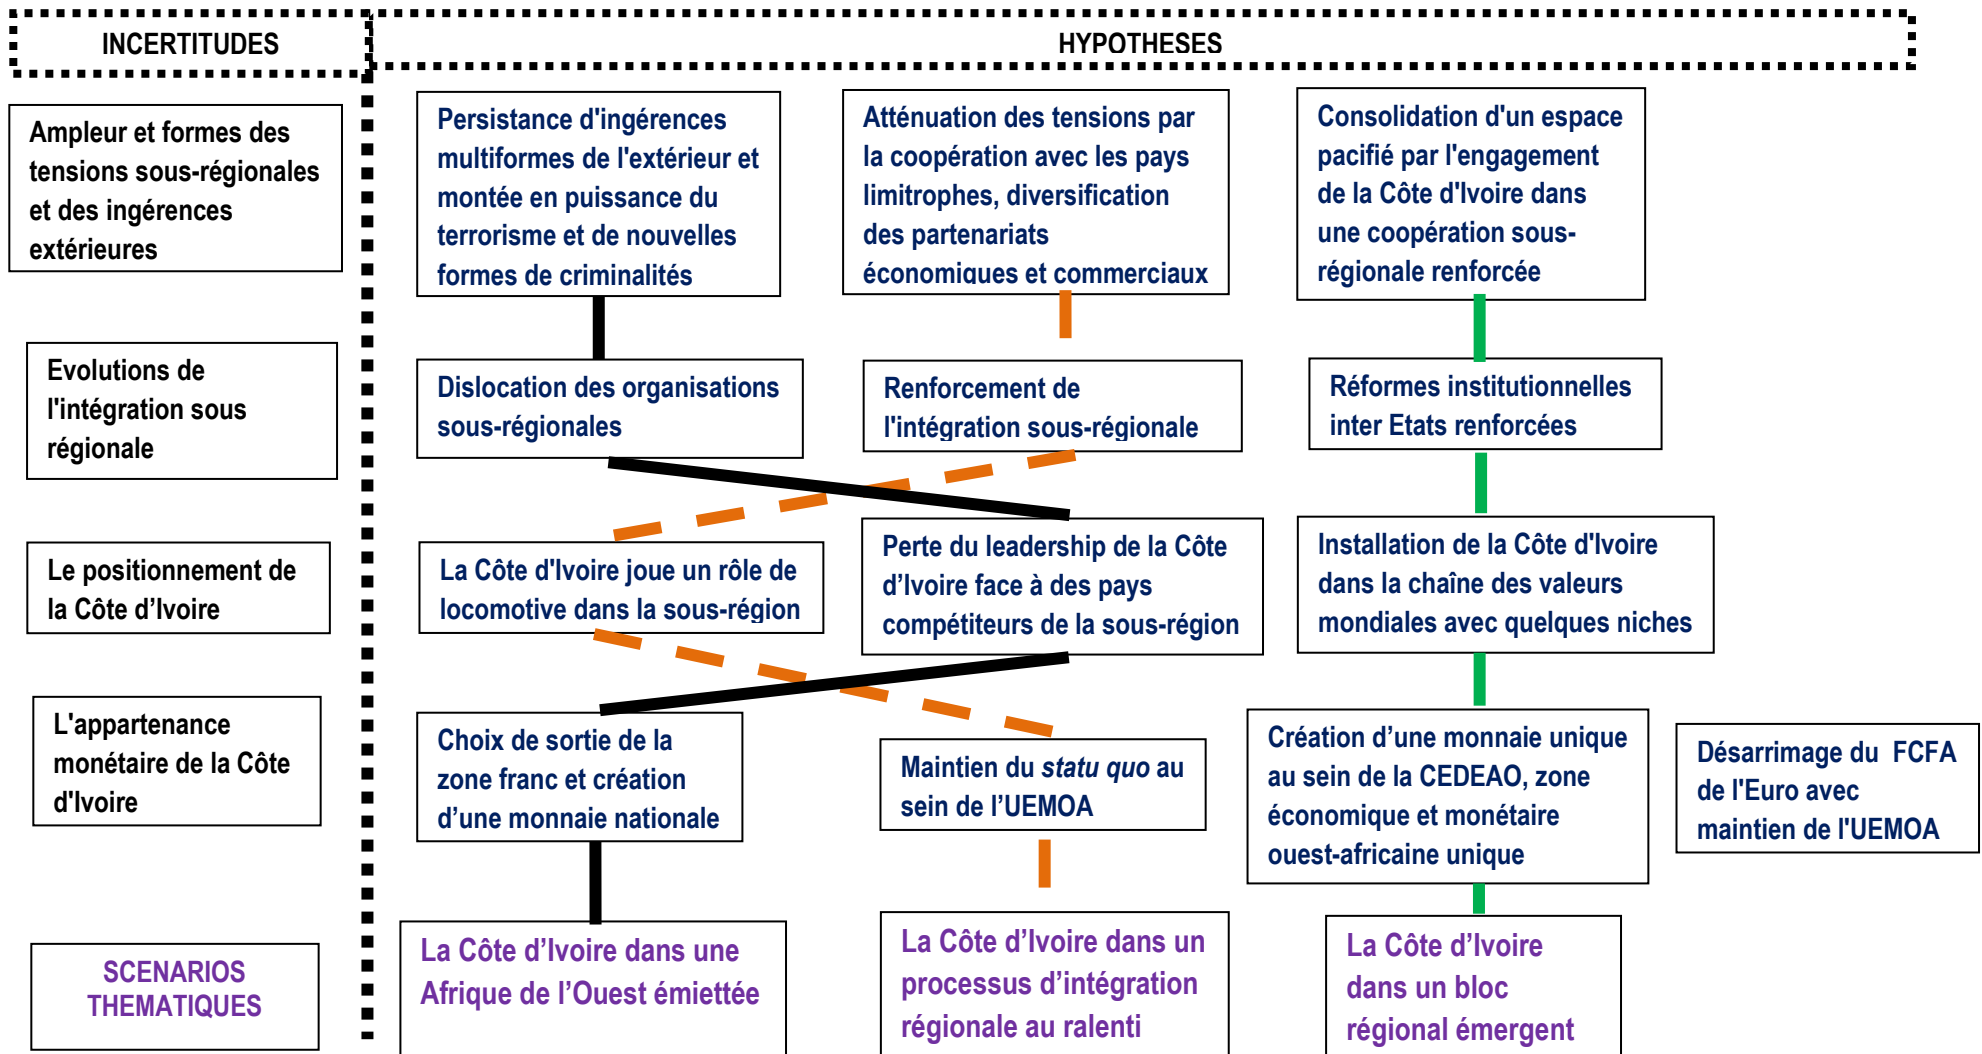 INCERTITUDES
HYPOTHESES
Ampleur et formes des
tensions sous-régionales
et des ingérences
extérieures
Persistance d'ingérences
multiformes de l'extérieur et
montée en puissance du
terrorisme et de nouvelles
formes de criminalités
Atténuation des tensions par
la coopération avec les pays
limitrophes, diversification
des partenariats
économiques et commerciaux
Consolidation d'un espace
pacifié par l'engagement
de la Côte d'Ivoire dans
une coopération sous-
régionale renforcée
Evolutions de
l'intégration sous
régionale
Dislocation des organisations
sous-régionales
Renforcement de
l'intégration sous-régionale
Réformes institutionnelles
inter Etats renforcées
Le positionnement de
la Côte d’Ivoire
La Côte d'Ivoire joue un rôle de
locomotive dans la sous-région
Perte du leadership de la Côte
d’Ivoire face à des pays
compétiteurs de la sous-région
Installation de la Côte d'Ivoire
dans la chaîne des valeurs
mondiales avec quelques niches
L'appartenance
monétaire de la Côte
d'Ivoire
Choix de sortie de la
zone franc et création
d’une monnaie nationale
Maintien du statu quo au
sein de l’UEMOA
Création d’une monnaie unique
au sein de la CEDEAO, zone
économique et monétaire
ouest-africaine unique
Désarrimage du FCFA
de l'Euro avec
maintien de l'UEMOA
SCENARIOS
THEMATIQUES
La Côte d’Ivoire dans une
Afrique de l’Ouest émiettée
La Côte d’Ivoire dans un
processus d’intégration
régionale au ralenti
La Côte d’Ivoire
dans un bloc
régional émergent